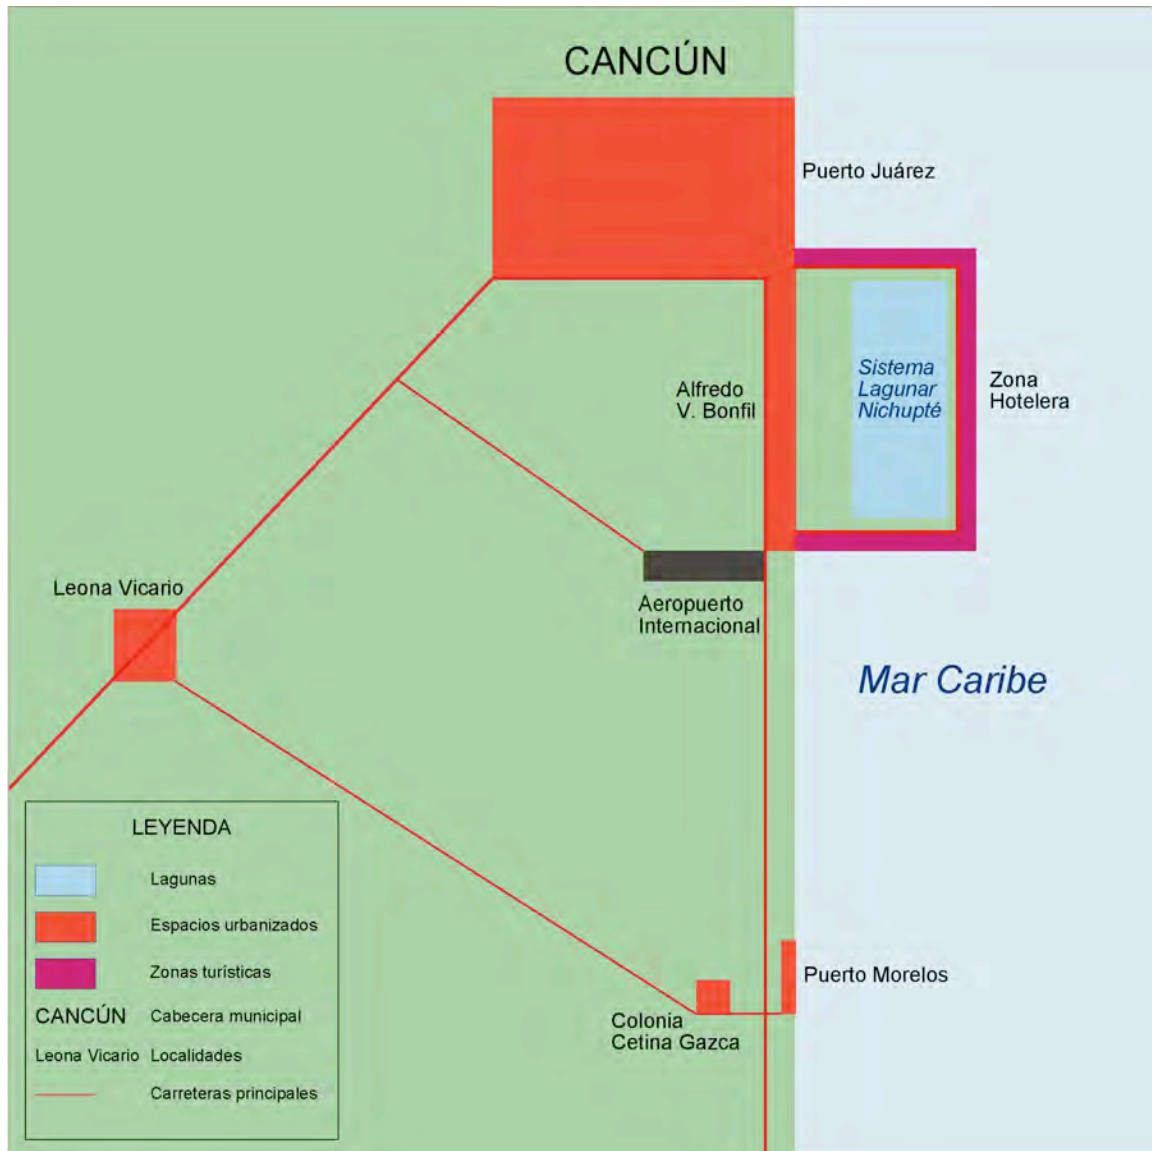 CANCÚN
Puerto Juárez
Sistema
Lagunar
Nichupté
Zona
Hotelera
Alfredo
V. Bonfil
Leona Vicario
Aeropuerto
Internacional
Mar Caribe
LEYENDA
Lagunas
Espacios urbanizados
Zonas turísticas
CANCÚN Cabecera municipal
Leona Vicario Localidades
Carreteras principales
Puerto Morelos
Colonia
Cetina Gazca